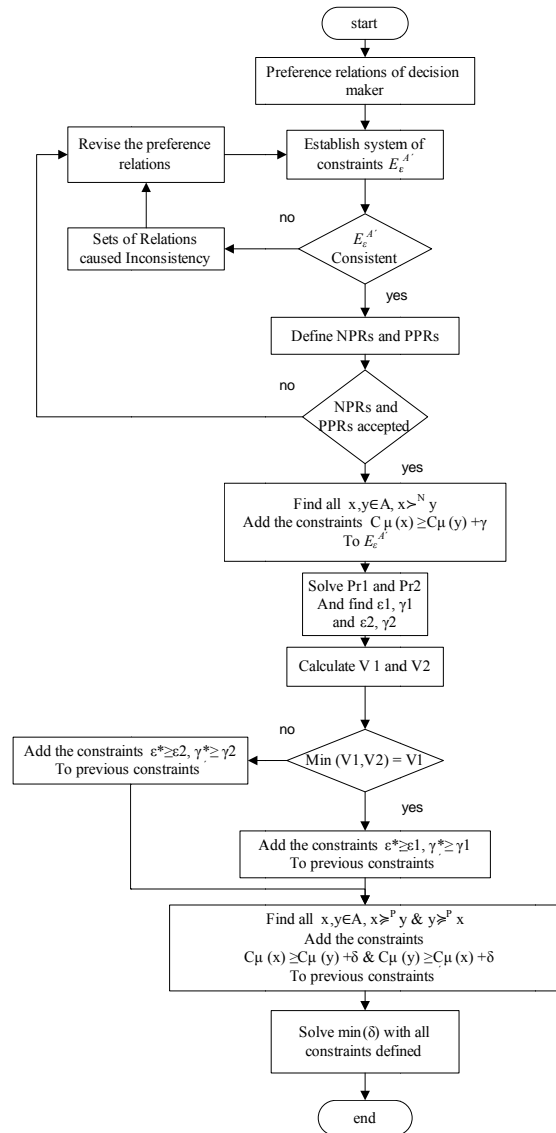 start
Preference relations of decision
maker
Revise the preference
relations
Establish system of
constraints E_ε^A′
no
Sets of Relations
caused Inconsistency
E_ε^A′
Consistent
yes
Define NPRs and PPRs
no
NPRs and
PPRs accepted
yes
Find all x,y∈A, x≻^N y
Add the constraints C μ (x) ≥Cμ (y) +γ
To E_ε^A′
Solve Pr1 and Pr2
And find ε1, γ1
and ε2, γ2
Calculate V 1 and V2
no
Add the constraints ε*≥ε2, γ*≥ γ2
To previous constraints
Min (V1,V2) = V1
yes
Add the constraints ε*≥ε1, γ*≥ γ1
To previous constraints
Find all x,y∈A, x≽^P y & y≽^P x
Add the constraints
Cμ (x) ≥Cμ (y) +δ & Cμ (y) ≥Cμ (x) +δ
To previous constraints
Solve min(δ) with all
constraints defined
end